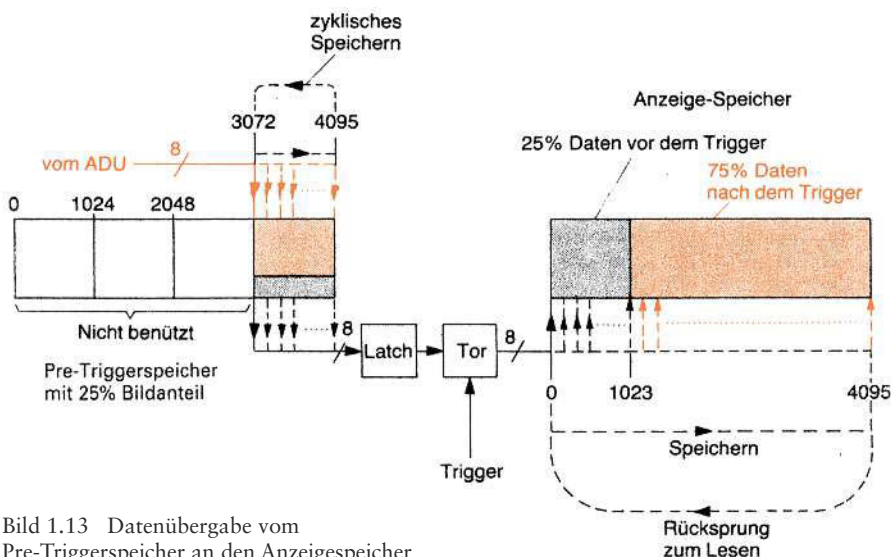 zyklisches
Speichern
3072 4095
Anzeige-Speicher
8
vom ADU
25% Daten vor dem Trigger
75% Daten
nach dem Trigger
0 1024 2048
Nicht benützt
8
Latch
Tor
8
Pre-Triggerspeicher
mit 25% Bildanteil
0 1023 4095
Speichern
Trigger
Rücksprung
zum Lesen
Bild 1.13 Datenübergabe vom
Pre-Triggerspeicher an den Anzeigespeicher